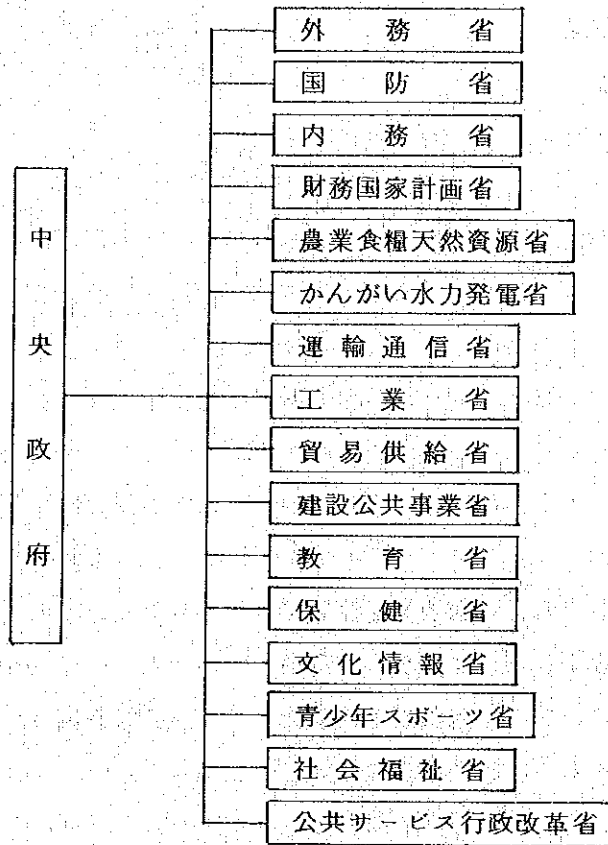 中央政府
外務省
国防省
内務省
財務国家計画省
農業食糧天然資源省
かんがい水力発電省
運輸通信省
工業省
貿易供給省
建設公共事業省
教育省
保健省
文化情報省
青少年スポーツ省
社会福祉省
公共サービス行政改革省